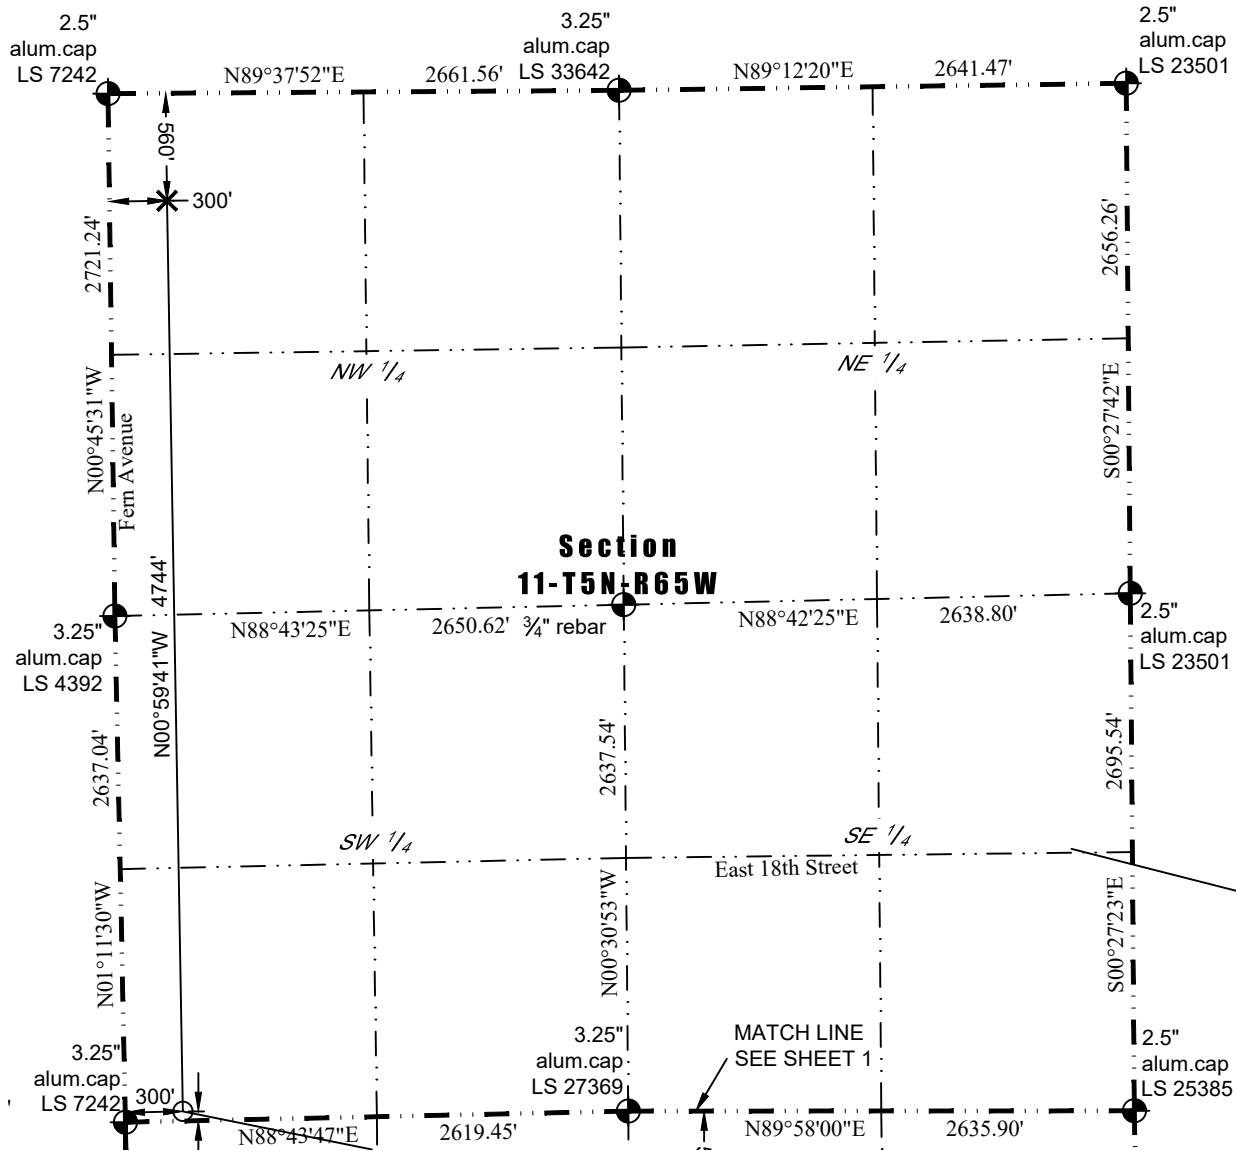 2.5"
alum.cap
LS 7242
3.25"
alum.cap
LS 33642
2.5"
alum.cap
LS 23501
N89°37'52"E
2661.56'
N89°12'20"E
2641.47'
560'
300'
2721.24'
2656.26'
NW 1/4
NE 1/4
N00°45'31"W
Fern Avenue
S00°27'42"E
Section
11-T5N-R65W
N88°43'25"E
2650.62'
¾" rebar
N88°42'25"E
2638.80'
3.25"
alum.cap
LS 4392
2.5"
alum.cap
LS 23501
N00°59'41"W 4744'
2637.04'
2637.54'
2695.54'
SW 1/4
SE 1/4
East 18th Street
N01°11'30"W
N00°30'53"W
S00°27'23"E
3.25"
alum.cap
LS 7242
300'
3.25"
alum.cap
LS 27369
MATCH LINE
SEE SHEET 1
2.5"
alum.cap
LS 25385
N88°43'47"E
2619.45'
N89°58'00"E
2635.90'